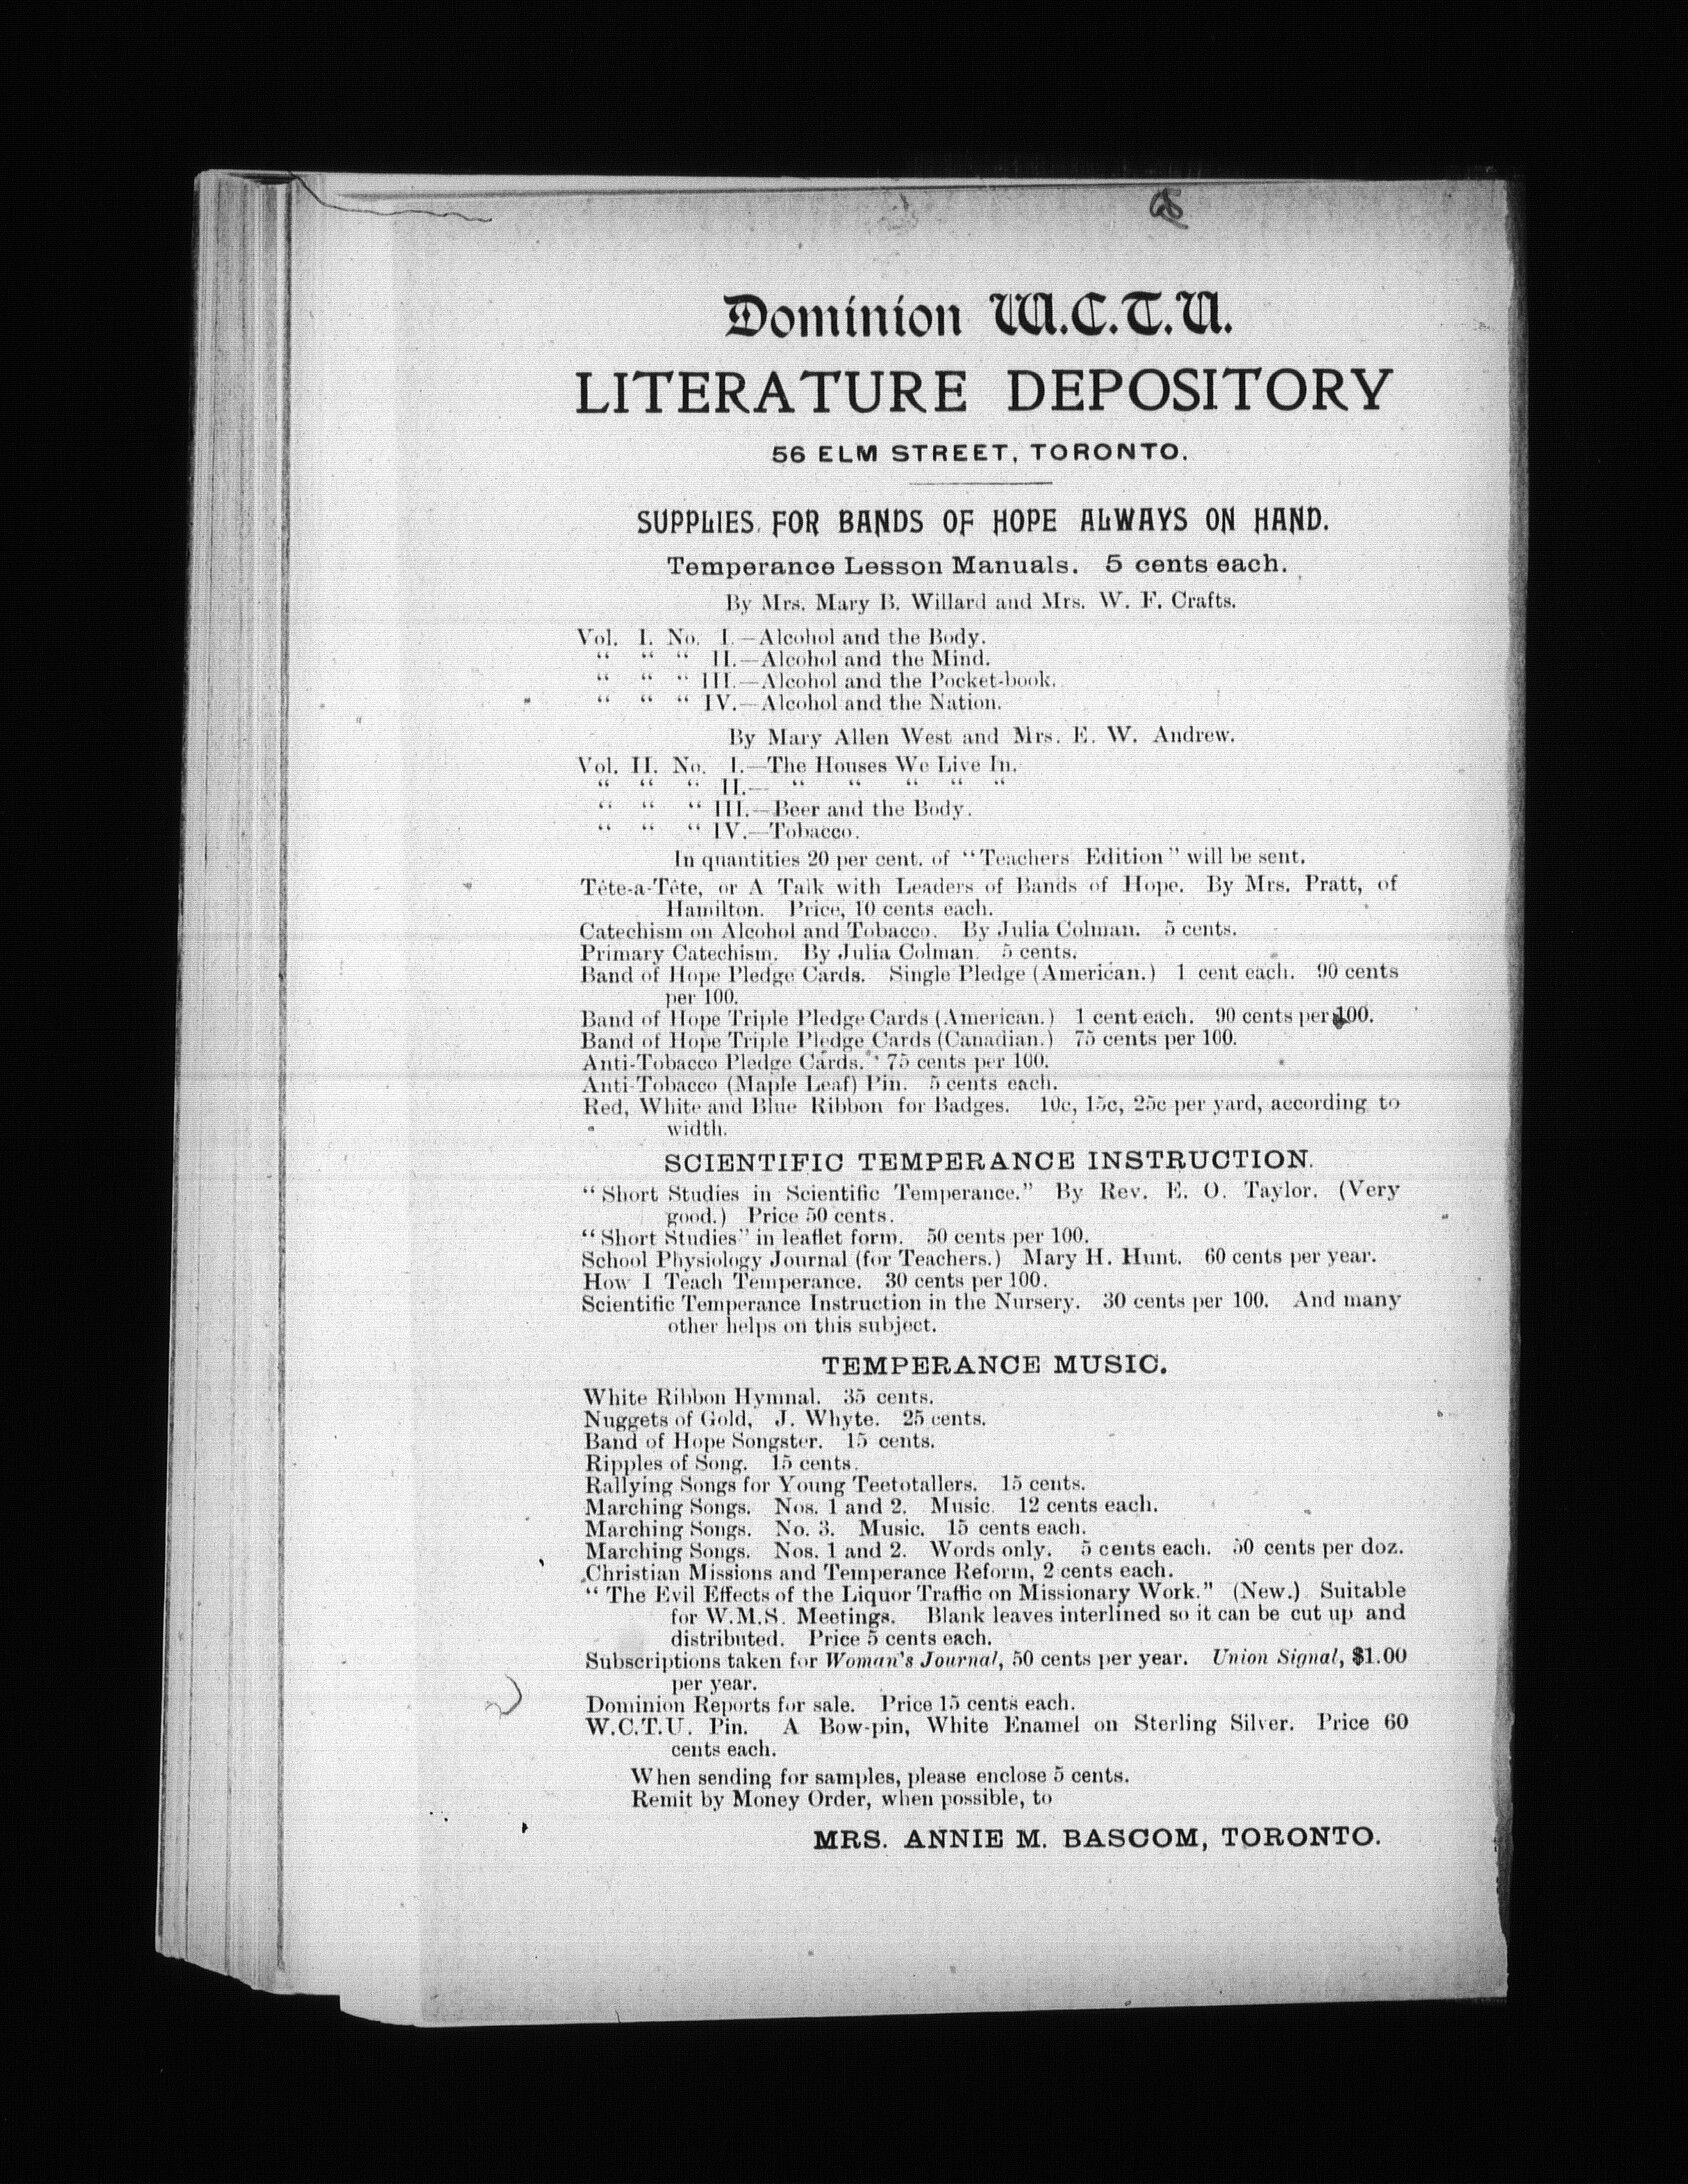 Dominion W.C.T.U.
LITERATURE DEPOSITORY
56 ELM STREET, TORONTO.
SUPPLIES FOR BANDS OF HOPE ALWAYS ON HAND.
Temperance Lesson Manuals. 5 cents each.
By Mrs. Mary B. Willard and Mrs. W. F. Crafts.
Vol. I. No. I.—Alcohol and the Body.
“ “ “ II.—Alcohol and the Mind.
“ “ “ III.—Alcohol and the Pocket-book.
“ “ “ IV.—Alcohol and the Nation.
By Mary Allen West and Mrs. E. W. Andrew.
Vol. II. No. I.—The Houses We Live In.
“ “ “ II.— “ “ “ “ “
“ “ “ III.—Beer and the Body.
“ “ “ IV.—Tobacco.
In quantities 20 per cent. of “Teachers Edition” will be sent.
Tête-a-Tête, or A Talk with Leaders of Bands of Hope. By Mrs. Pratt, of
Hamilton. Price, 10 cents each.
Catechism on Alcohol and Tobacco. By Julia Colman. 5 cents.
Primary Catechism. By Julia Colman. 5 cents.
Band of Hope Pledge Cards. Single Pledge (American.) 1 cent each. 90 cents
per 100.
Band of Hope Triple Pledge Cards (American.) 1 cent each. 90 cents per 100.
Band of Hope Triple Pledge Cards (Canadian.) 75 cents per 100.
Anti-Tobacco Pledge Cards. 75 cents per 100.
Anti-Tobacco (Maple Leaf) Pin. 5 cents each.
Red, White and Blue Ribbon for Badges. 10c, 15c, 25c per yard, according to
width.
SCIENTIFIC TEMPERANCE INSTRUCTION.
“Short Studies in Scientific Temperance.” By Rev. E. O. Taylor. (Very
good.) Price 50 cents.
“Short Studies” in leaflet form. 50 cents per 100.
School Physiology Journal (for Teachers.) Mary H. Hunt. 60 cents per year.
How I Teach Temperance. 30 cents per 100.
Scientific Temperance Instruction in the Nursery. 30 cents per 100. And many
other helps on this subject.
TEMPERANCE MUSIC.
White Ribbon Hymnal. 35 cents.
Nuggets of Gold, J. Whyte. 25 cents.
Band of Hope Songster. 15 cents.
Ripples of Song. 15 cents.
Rallying Songs for Young Teetotallers. 15 cents.
Marching Songs. Nos. 1 and 2. Music. 12 cents each.
Marching Songs. No. 3. Music. 15 cents each.
Marching Songs. Nos. 1 and 2. Words only. 5 cents each. 50 cents per doz.
Christian Missions and Temperance Reform, 2 cents each.
“The Evil Effects of the Liquor Traffic on Missionary Work.” (New.) Suitable
for W.M.S. Meetings. Blank leaves interlined so it can be cut up and
distributed. Price 5 cents each.
Subscriptions taken for Woman's Journal, 50 cents per year. Union Signal, $1.00
per year.
Dominion Reports for sale. Price 15 cents each.
W.C.T.U. Pin. A Bow-pin, White Enamel on Sterling Silver. Price 60
cents each.
When sending for samples, please enclose 5 cents.
Remit by Money Order, when possible, to
MRS. ANNIE M. BASCOM, TORONTO.